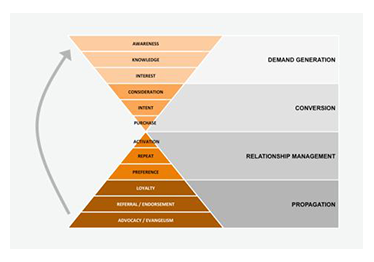 AWARENESS
KNOWLEDGE
DEMAND GENERATION
INTEREST
CONSIDERATION
INTENT
CONVERSION
PURCHASE
ACTIVATION
REPEAT
RELATIONSHIP MANAGEMENT
PREFERENCE
LOYALTY
REFERRAL / ENDORSEMENT
PROPAGATION
ADVOCACY / EVANGELISM